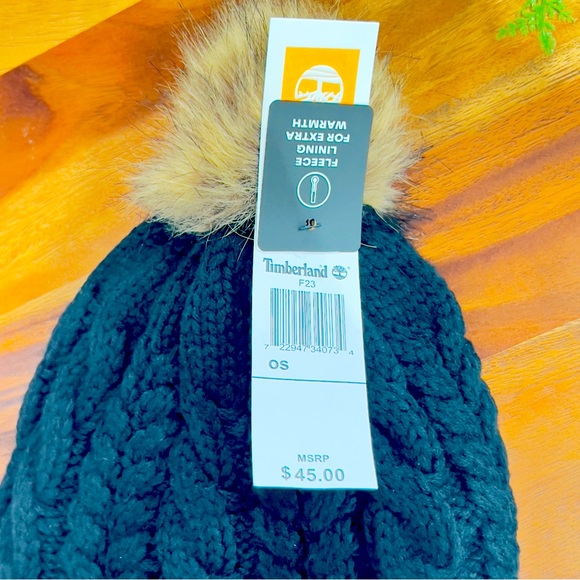 FLEECE
LINING
FOR EXTRA
WARMTH
Timberland
F23
7 22947 34073 4
OS
MSRP
$45.00